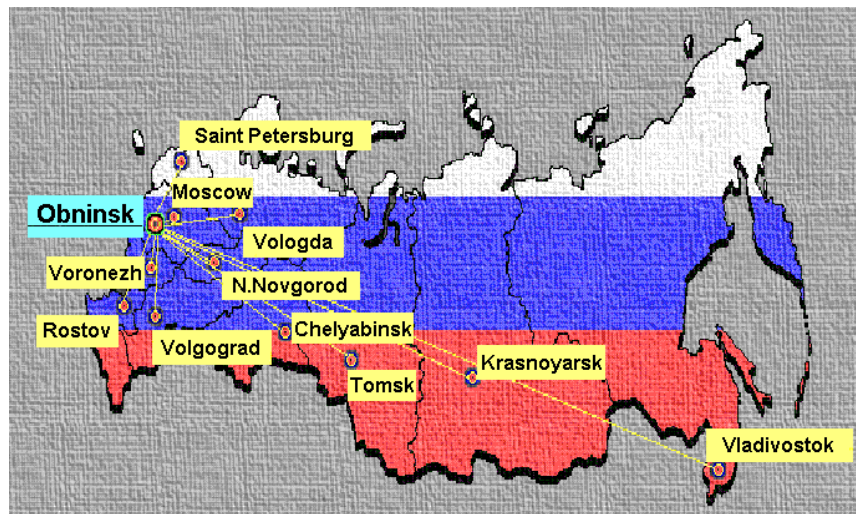 Saint Petersburg
Moscow
Obninsk
Vologda
Voronezh
N.Novgorod
Rostov
Chelyabinsk
Volgograd
Krasnoyarsk
Tomsk
Vladivostok